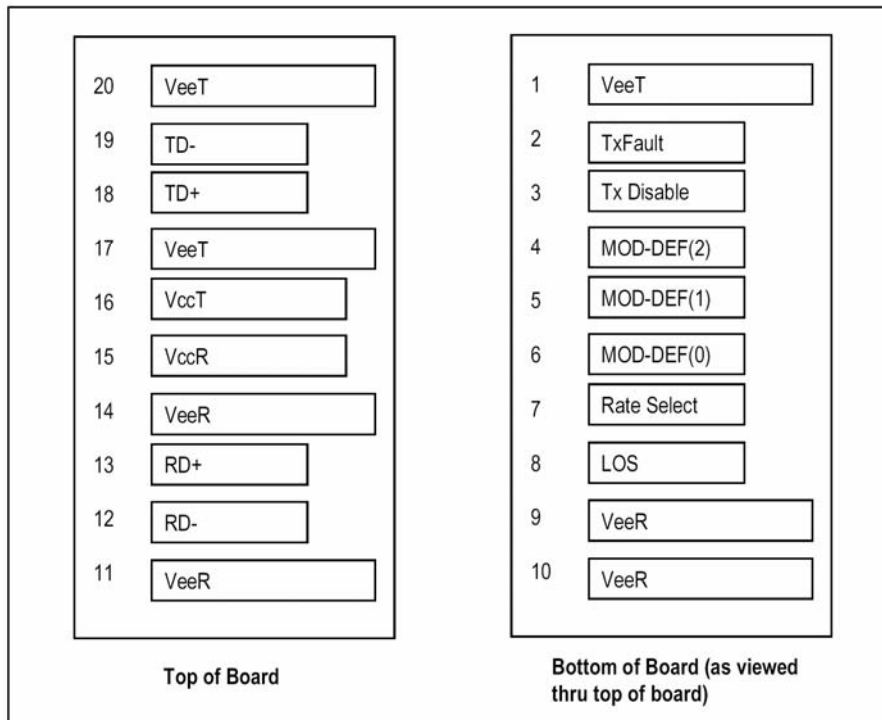 20 VeeT
19 TD-
18 TD+
17 VeeT
16 VccT
15 VccR
14 VeeR
13 RD+
12 RD-
11 VeeR
Top of Board
1 VeeT
2 TxFault
3 Tx Disable
4 MOD-DEF(2)
5 MOD-DEF(1)
6 MOD-DEF(0)
7 Rate Select
8 LOS
9 VeeR
10 VeeR
Bottom of Board (as viewed
thru top of board)